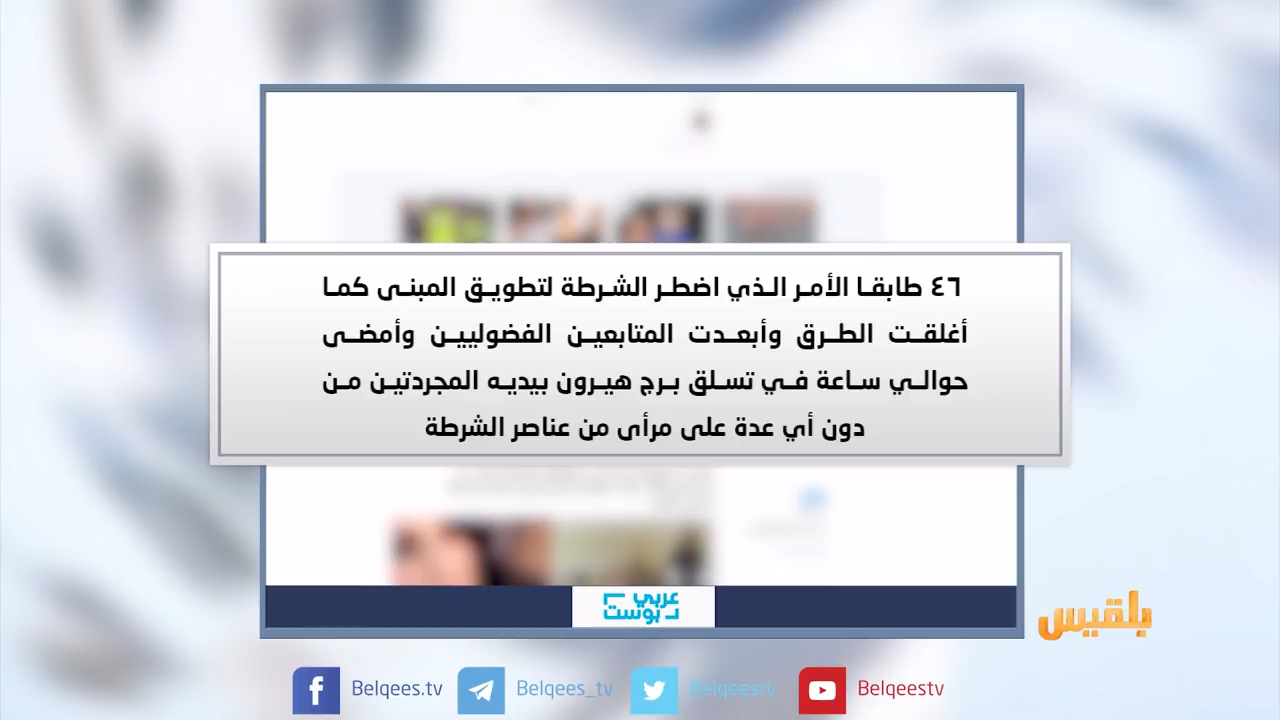 ٤٦ طابقا الأمر الذي اضطر الشرطة لتطويق المبنى كما
أغلقت الطرق وأبعدت المتابعين الفضوليين وأمضى
حوالي ساعة في تسلق برج هيرون بيديه المجردتين من
دون أي عدة على مرأى من عناصر الشرطة
عربي
بوست
بلقيس
Belqees.tv
Belqees_tv
Belqeestv
Belqeestv